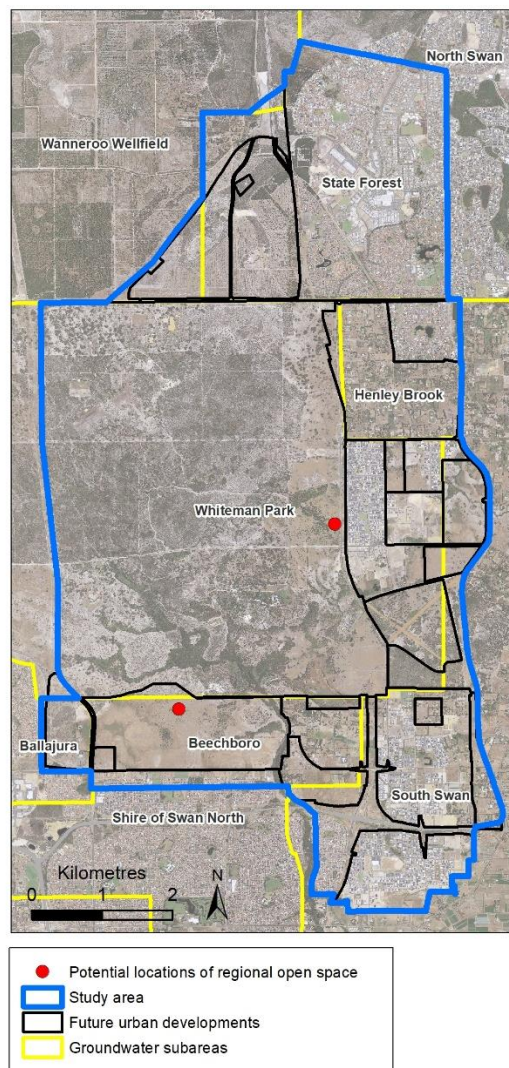 North Swan
Wanneroo Wellfield
State Forest
Henley Brook
Whiteman Park
Ballajura
Beechboro
South Swan
Shire of Swan North
Kilometres
N
0 1 2
Potential locations of regional open space
Study area
Future urban developments
Groundwater subareas